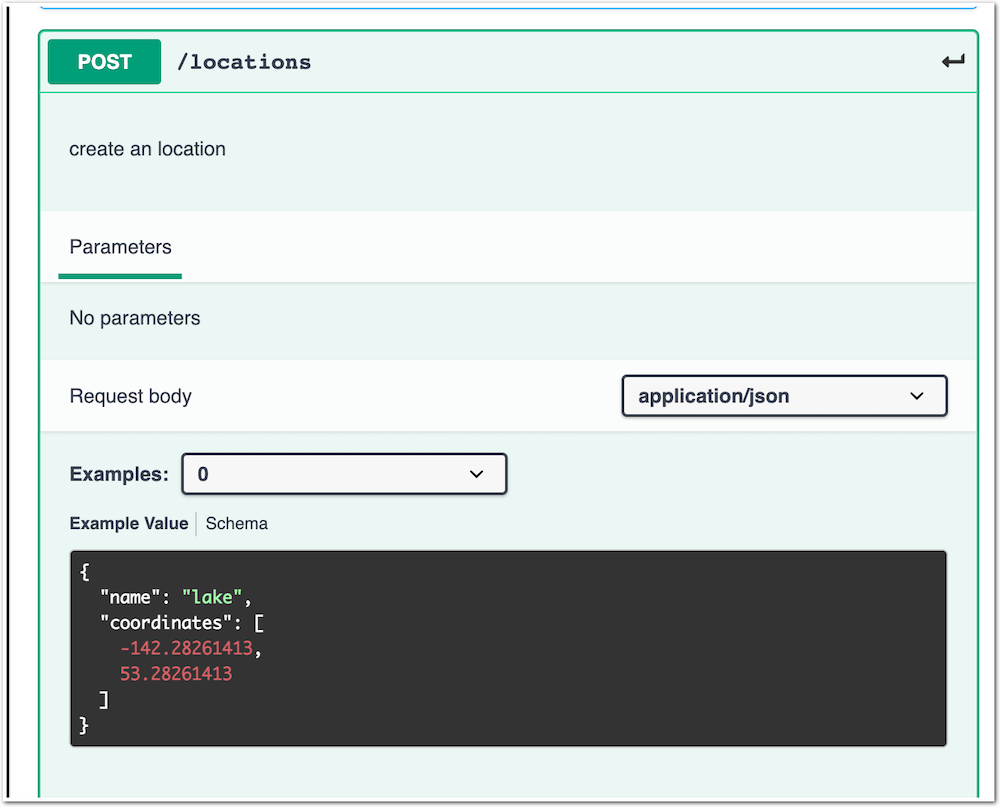 POST /locations
create an location
Parameters
No parameters
Request body application/json
Examples: 0
Example Value Schema
{
  "name": "lake",
  "coordinates": [
    -142.28261413,
    53.28261413
  ]
}